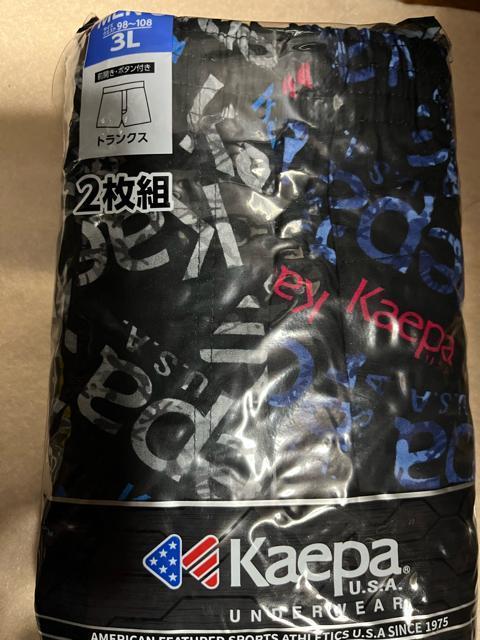 MEN
98~108
3L
前開き・ボタン付き
トランクス
2枚組
Kaepa
U.S.A.
Kaepa®
U.S.A.
UNDERWEAR
AMERICAN FEATURED SPORTS ATHLETICS U.S.A SINCE 1975